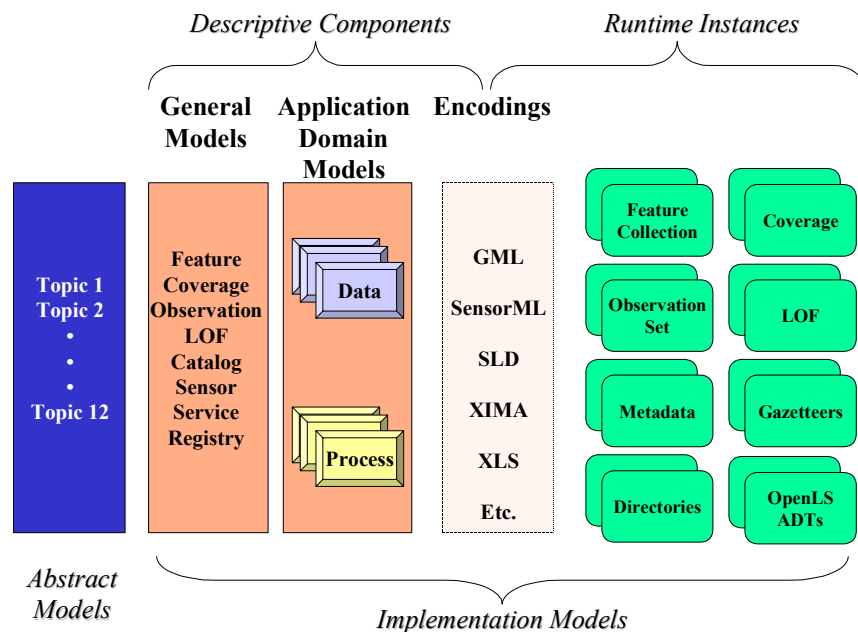 Descriptive Components
Runtime Instances
General
Models
Application
Domain
Models
Encodings
Topic 1
Topic 2
•
•
•
Topic 12
Feature
Coverage
Observation
LOF
Catalog
Sensor
Service
Registry
Data
Process
GML
SensorML
SLD
XIMA
XLS
Etc.
Feature
Collection
Coverage
Observation
Set
LOF
Metadata
Gazetteers
Directories
OpenLS
ADTs
Abstract
Models
Implementation Models